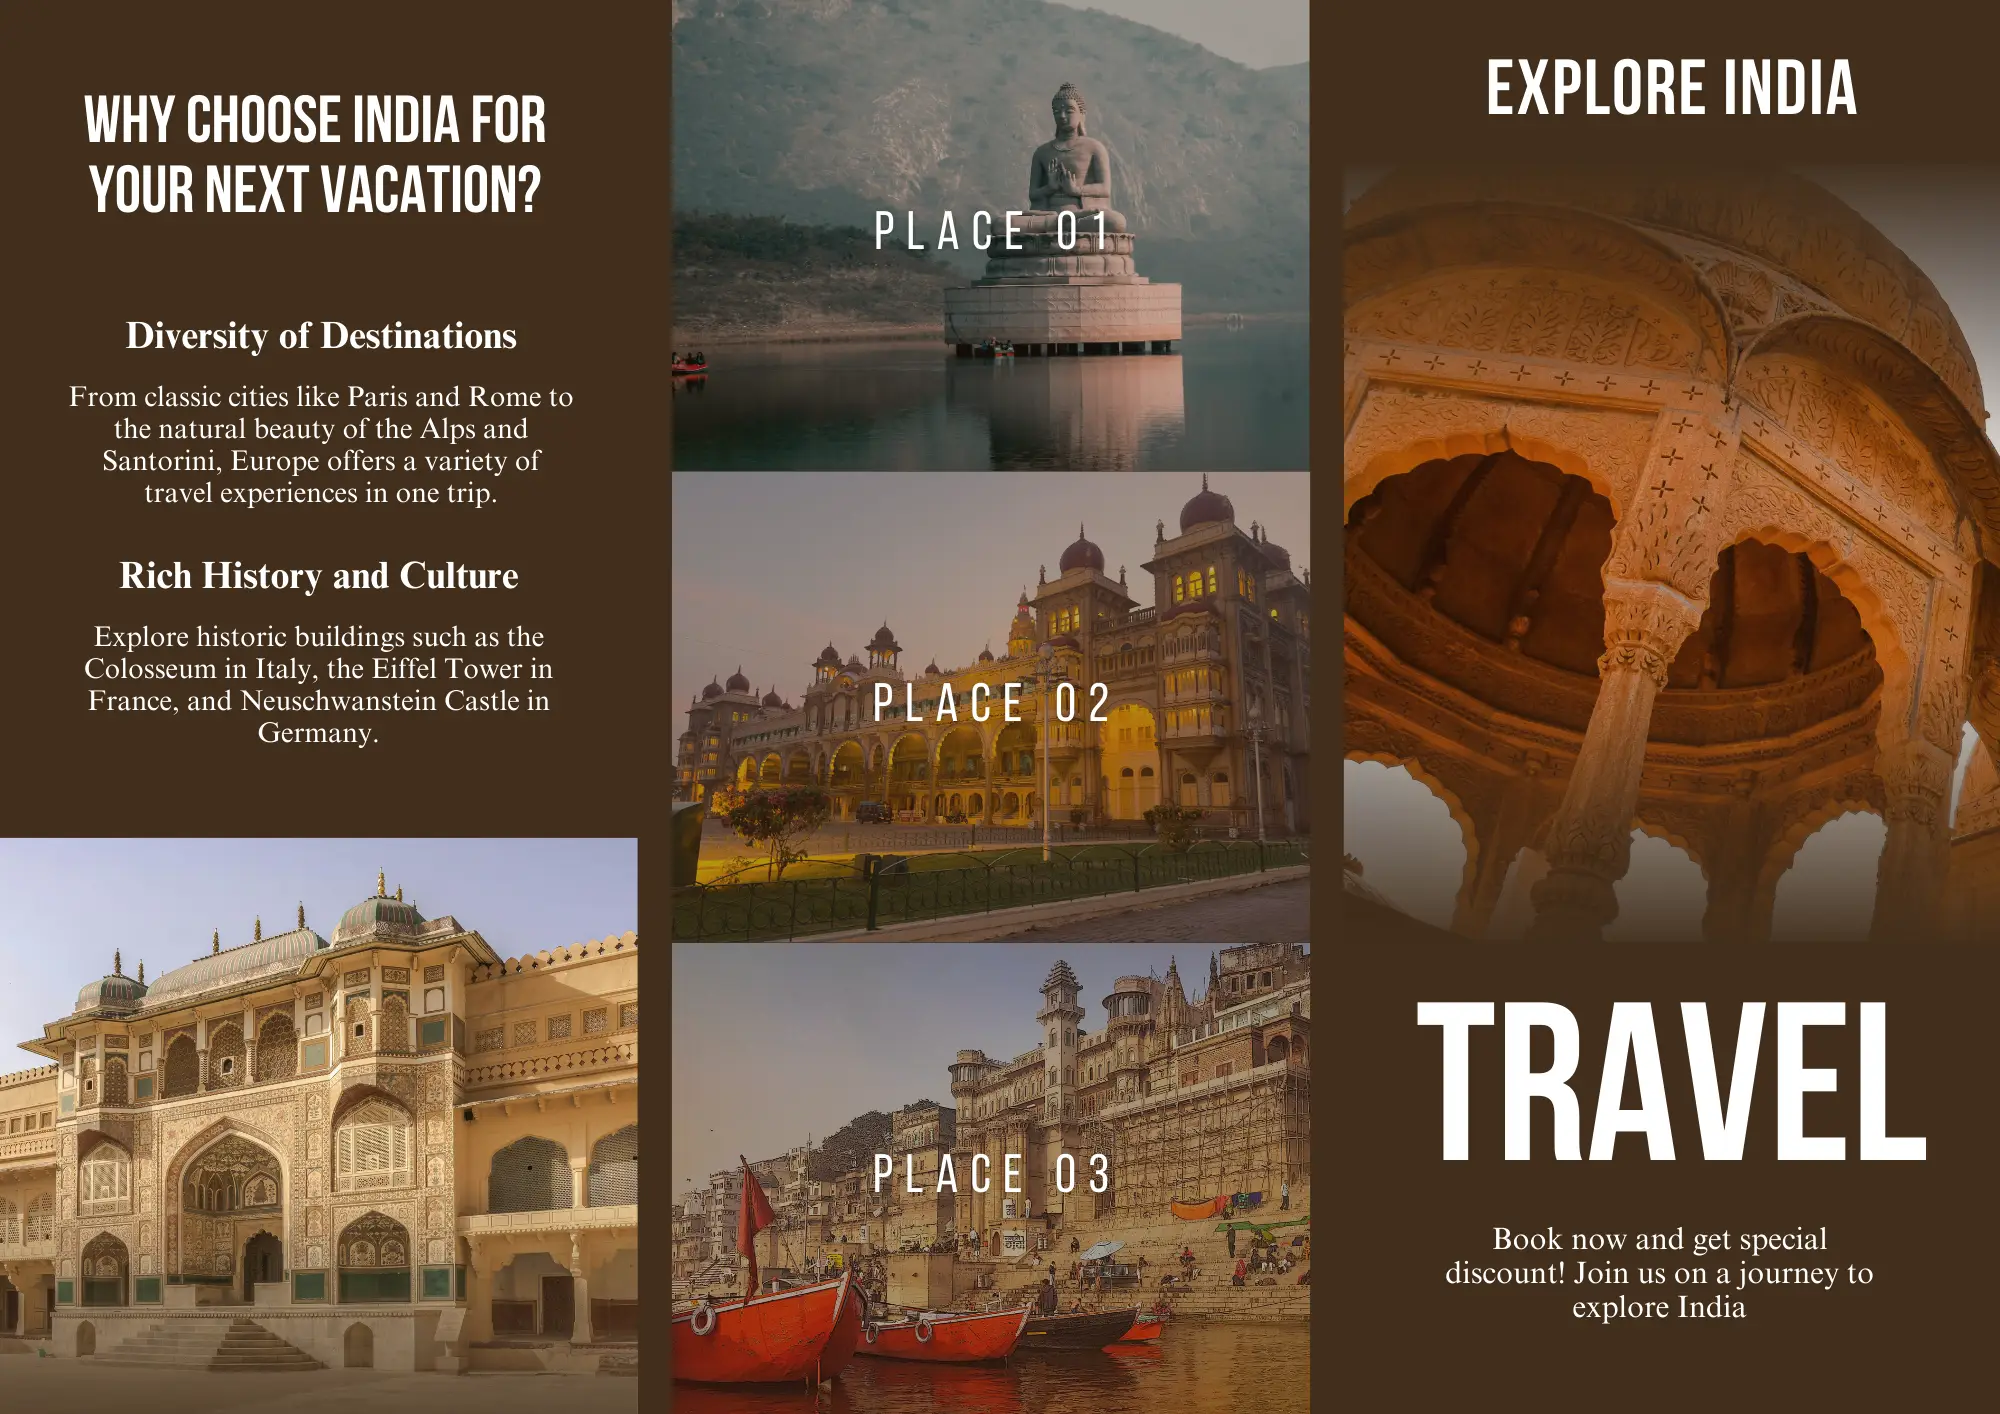 WHY CHOOSE INDIA FOR
YOUR NEXT VACATION?
Diversity of Destinations
From classic cities like Paris and Rome to
the natural beauty of the Alps and
Santorini, Europe offers a variety of
travel experiences in one trip.
Rich History and Culture
Explore historic buildings such as the
Colosseum in Italy, the Eiffel Tower in
France, and Neuschwanstein Castle in
Germany.
PLACE 01
PLACE 02
PLACE 03
EXPLORE INDIA
TRAVEL
Book now and get special
discount! Join us on a journey to
explore India